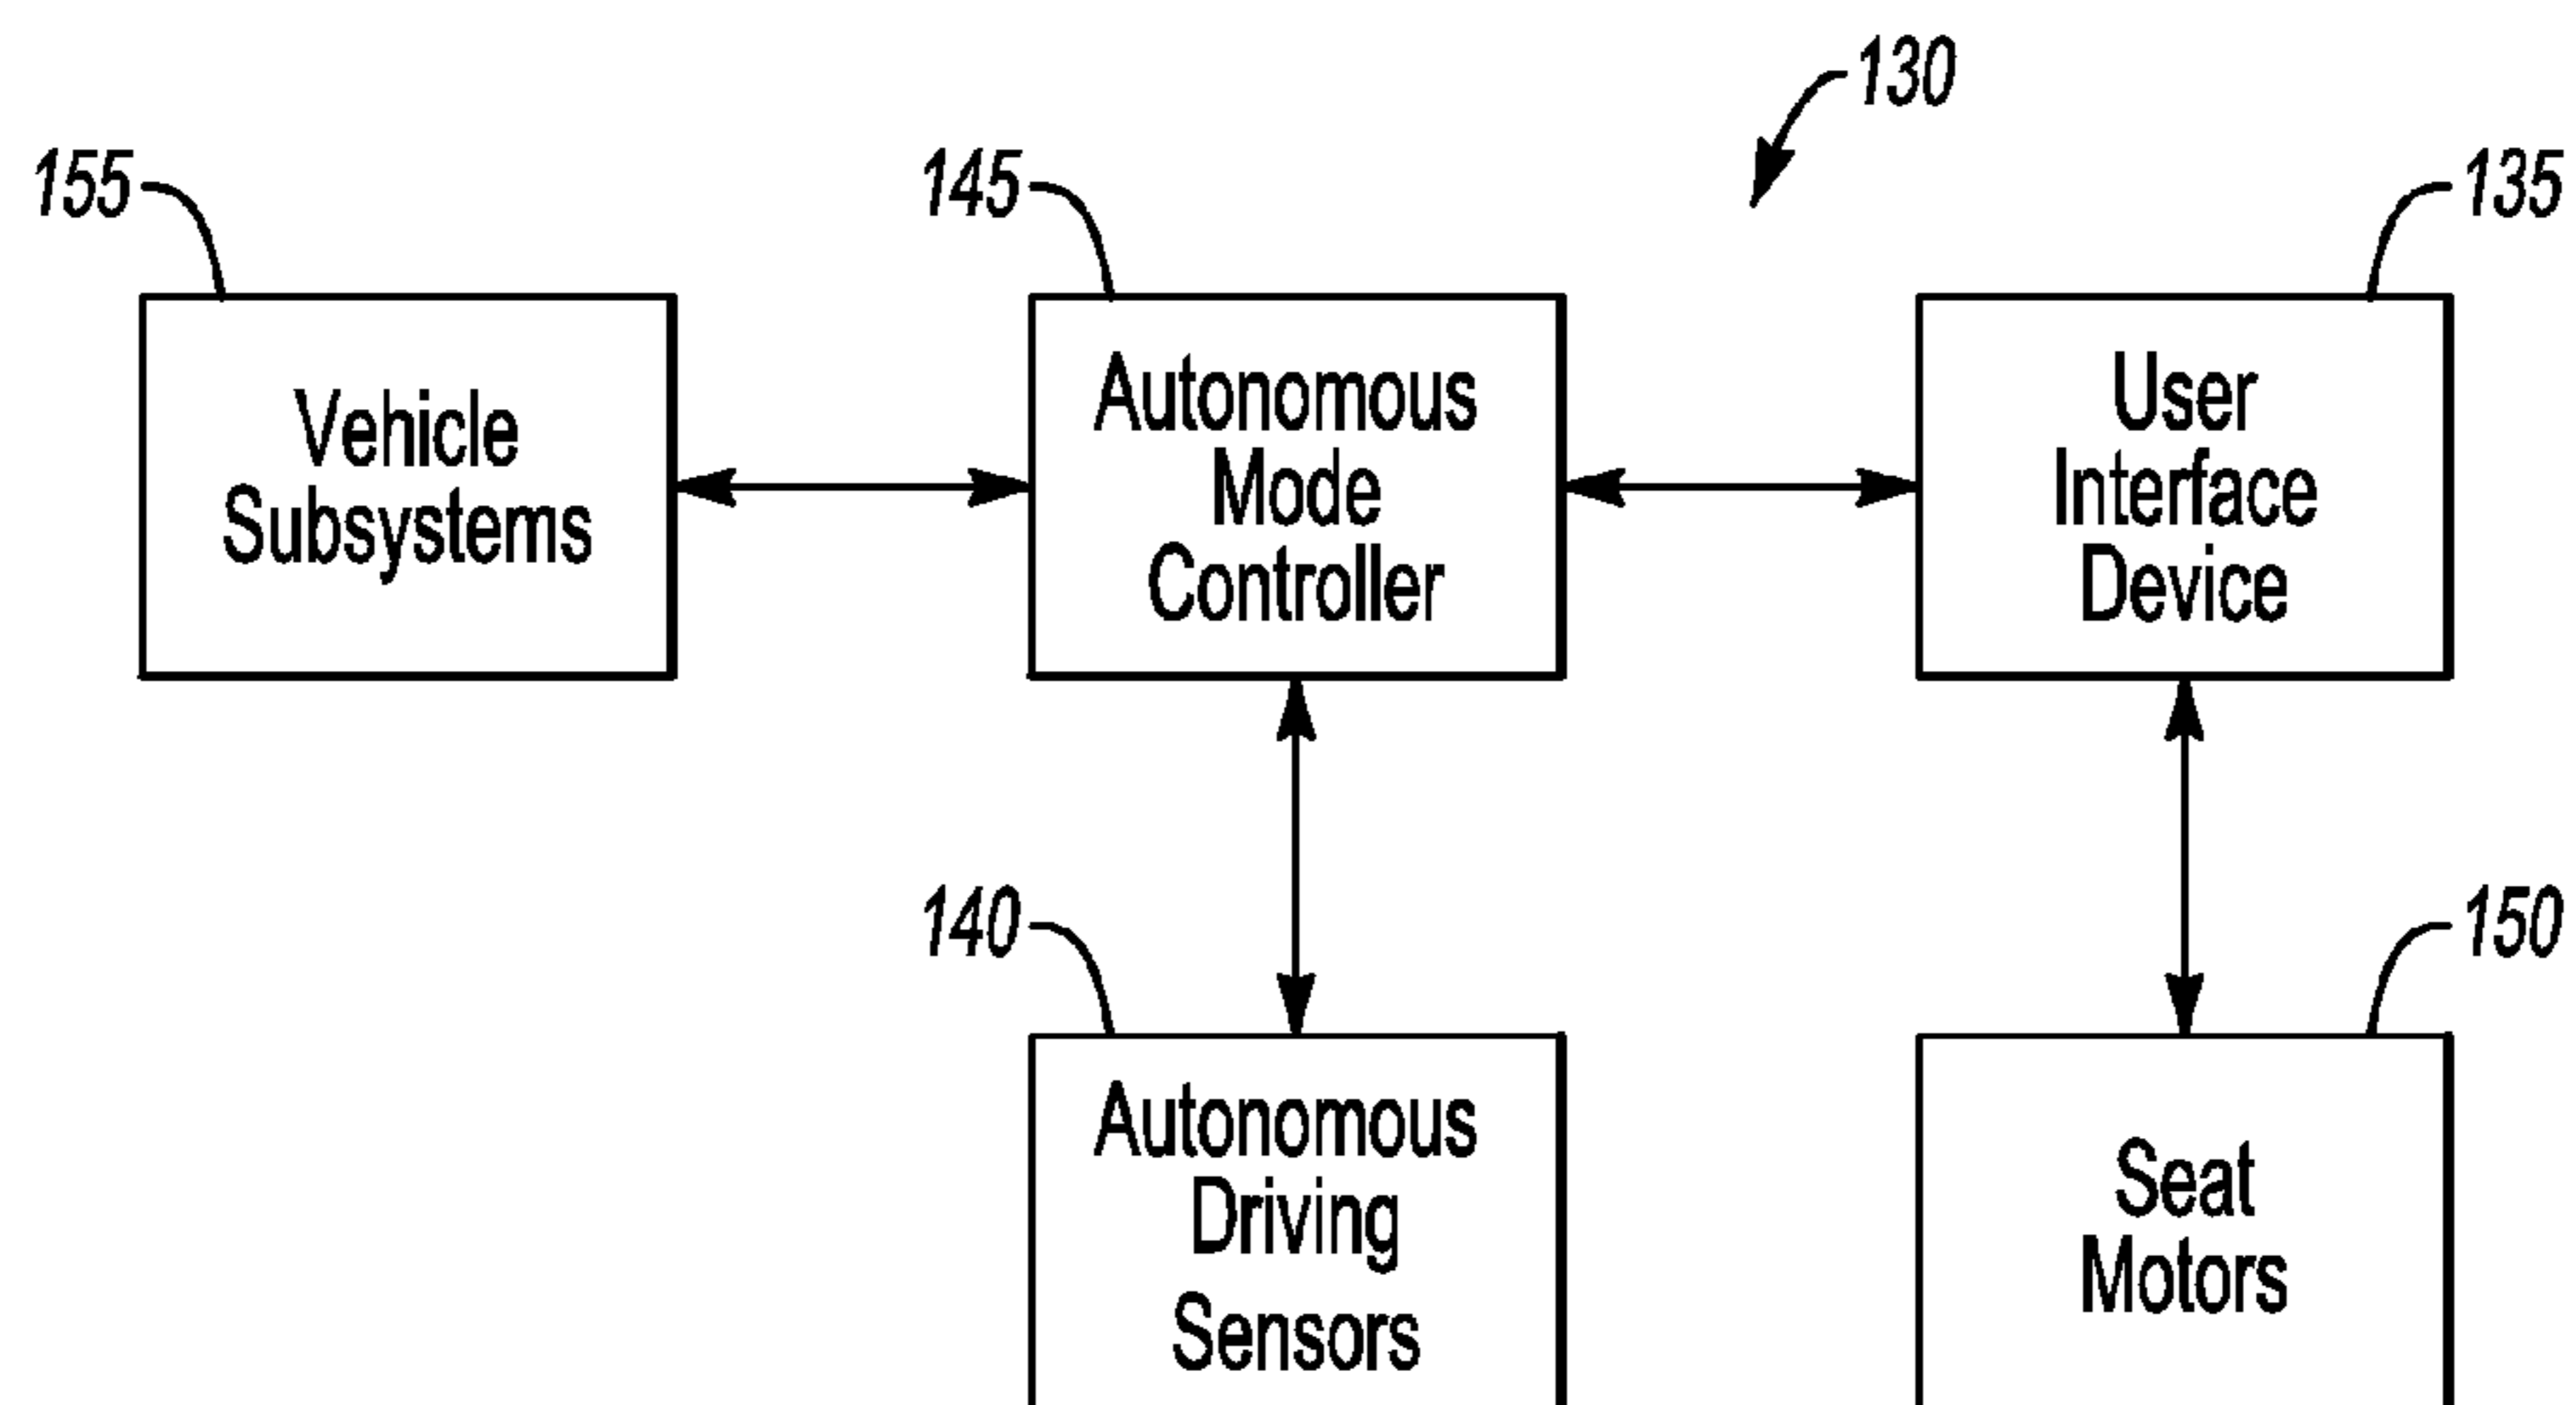 130
155
145
135
Vehicle
Subsystems
Autonomous
Mode
Controller
User
Interface
Device
140
150
Autonomous
Driving
Sensors
Seat
Motors